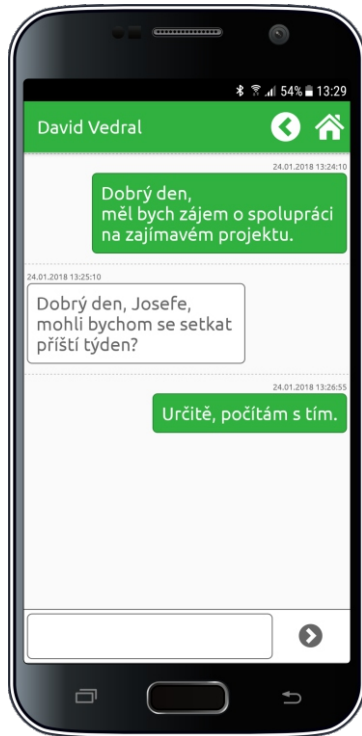 54% 13:29
David Vedral
24.01.2018 13:24:10
Dobrý den,
měl bych zájem o spolupráci
na zajímavém projektu.
24.01.2018 13:25:10
Dobrý den, Josefe,
mohli bychom se setkat
příští týden?
24.01.2018 13:26:55
Určitě, počítám s tím.